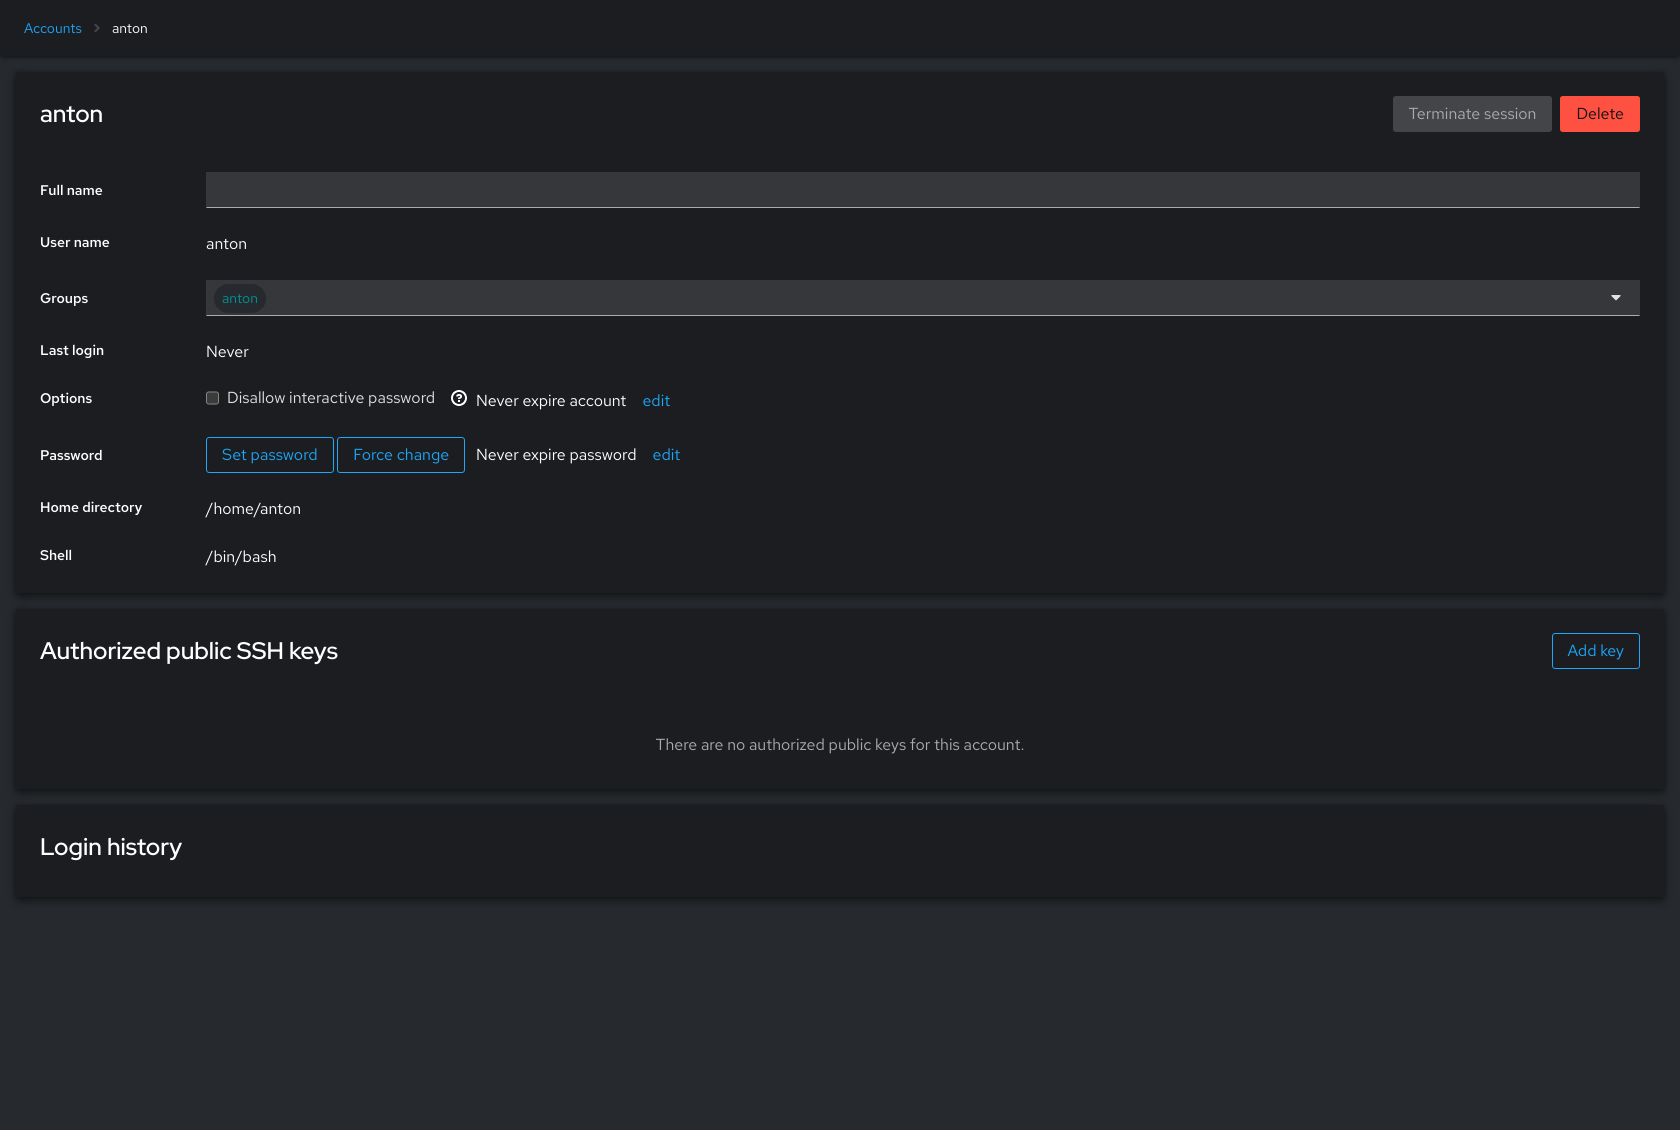 Accounts > anton
anton
Terminate session
Delete
Full name
User name
anton
Groups
anton
Last login
Never
Options
Disallow interactive password
Never expire account
edit
Password
Set password
Force change
Never expire password
edit
Home directory
/home/anton
Shell
/bin/bash
Authorized public SSH keys
Add key
There are no authorized public keys for this account.
Login history